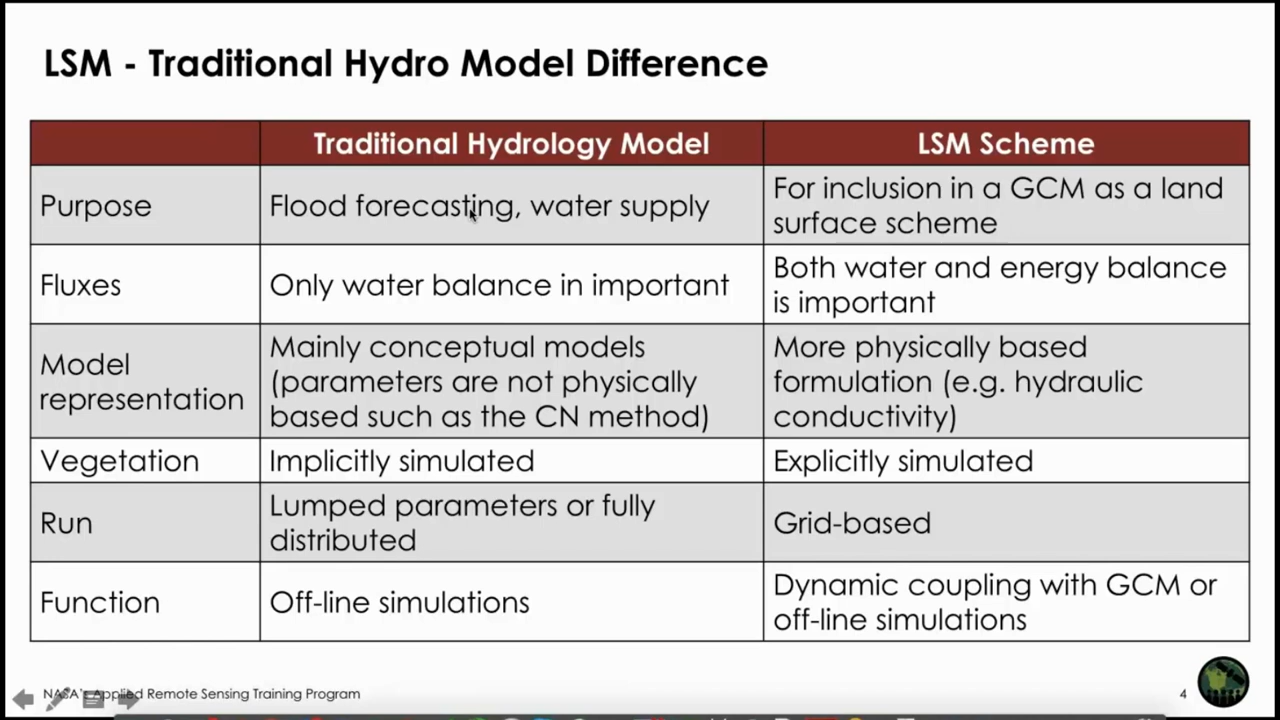 LSM - Traditional Hydro Model Difference
Traditional Hydrology Model
LSM Scheme
Purpose
Flood forecasting, water supply
For inclusion in a GCM as a land
surface scheme
Fluxes
Only water balance in important
Both water and energy balance
is important
Model
representation
Mainly conceptual models
(parameters are not physically
based such as the CN method)
More physically based
formulation (e.g. hydraulic
conductivity)
Vegetation
Implicitly simulated
Explicitly simulated
Run
Lumped parameters or fully
distributed
Grid-based
Function
Off-line simulations
Dynamic coupling with GCM or
off-line simulations
NASA's Applied Remote Sensing Training Program
4